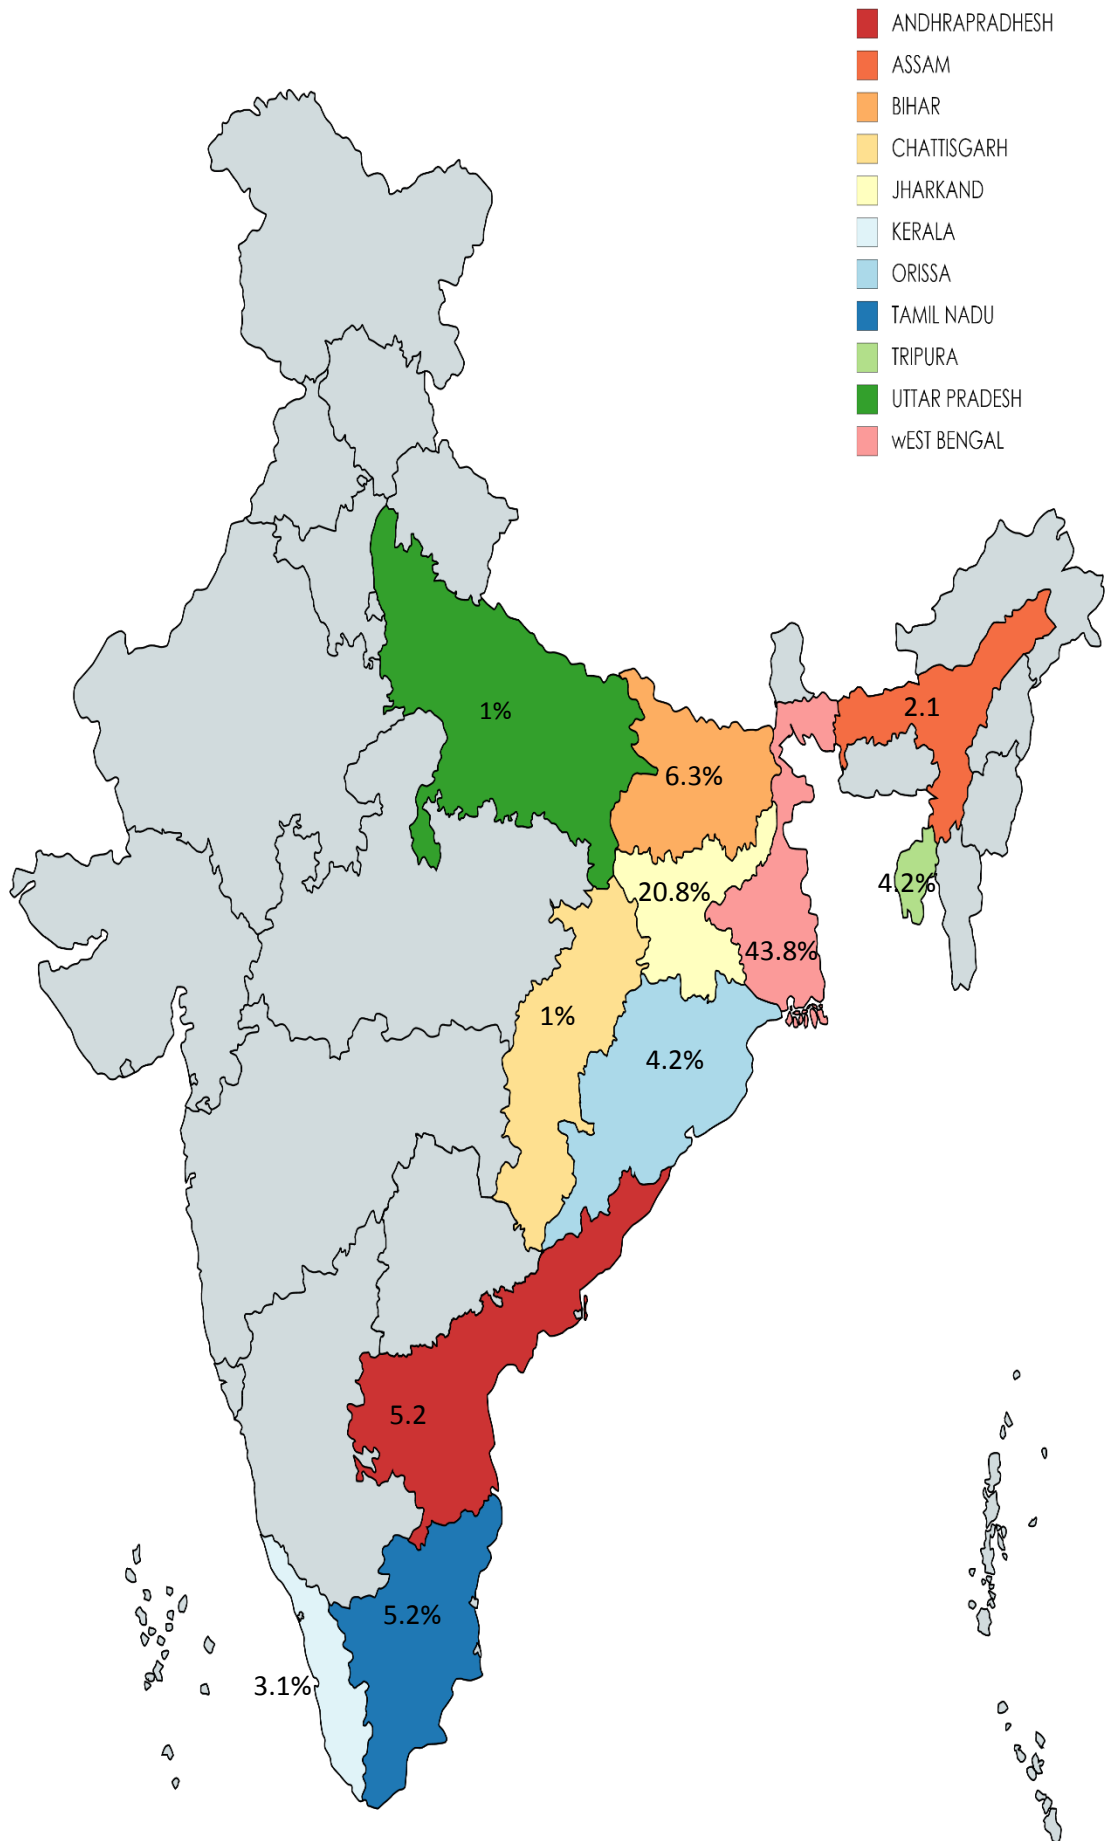 ANDHRAPRADHESH
ASSAM
BIHAR
CHATTISGARH
JHARKAND
KERALA
ORISSA
TAMIL NADU
TRIPURA
UTTAR PRADESH
wEST BENGAL
1%
2.1
6.3%
4.2%
20.8%
43.8%
1%
4.2%
5.2
5.2%
3.1%